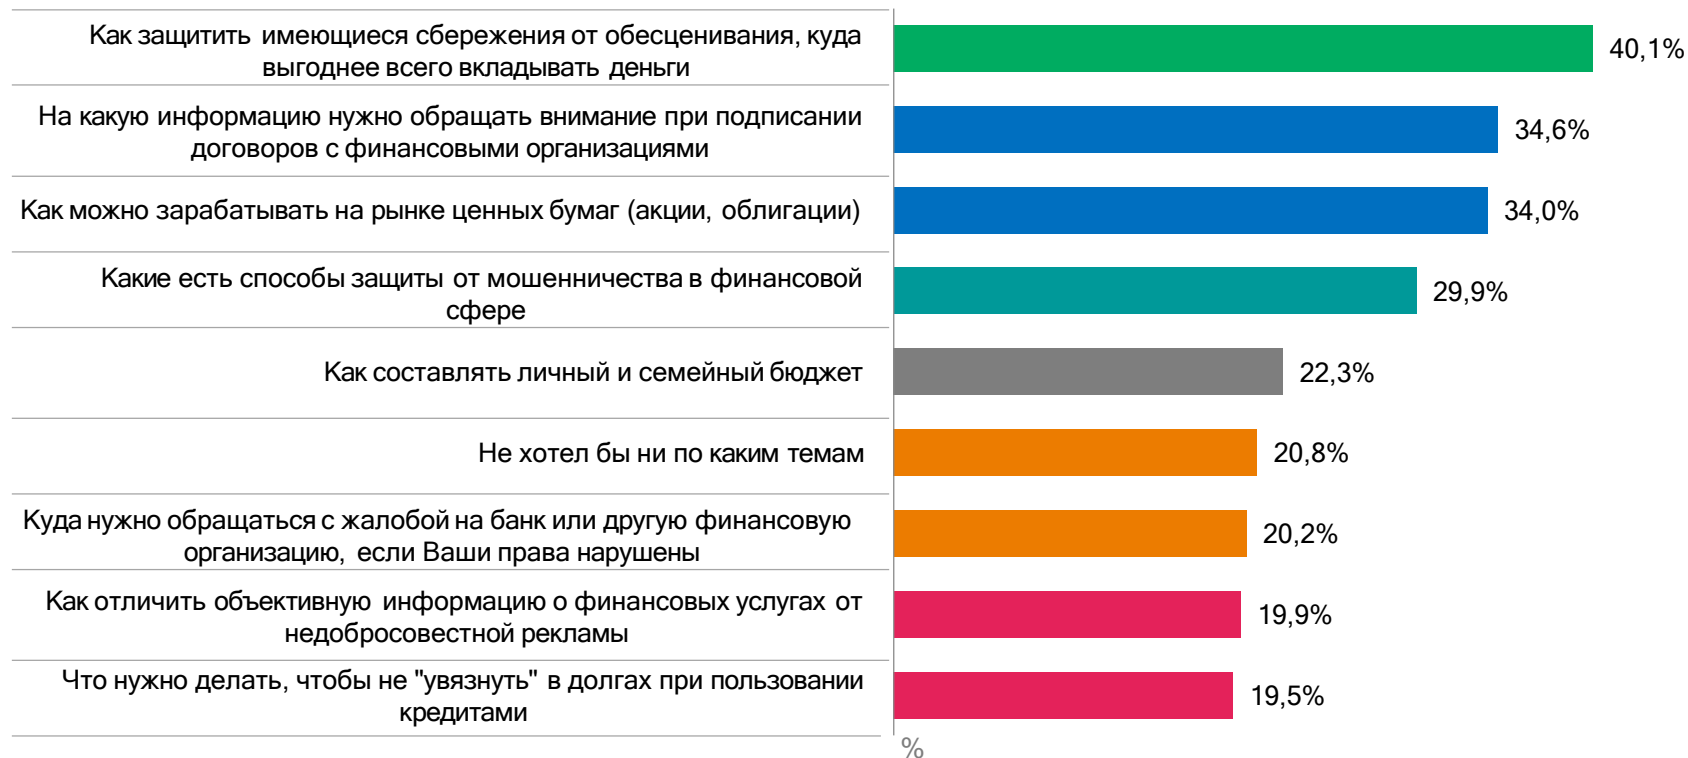 Как защитить имеющиеся сбережения от обесценивания, куда
выгоднее всего вкладывать деньги
40,1%
На какую информацию нужно обращать внимание при подписании
договоров с финансовыми организациями
34,6%
Как можно зарабатывать на рынке ценных бумаг (акции, облигации)
34,0%
Какие есть способы защиты от мошенничества в финансовой
сфере
29,9%
Как составлять личный и семейный бюджет
22,3%
Не хотел бы ни по каким темам
20,8%
Куда нужно обращаться с жалобой на банк или другую финансовую
организацию, если Ваши права нарушены
20,2%
Как отличить объективную информацию о финансовых услугах от
недобросовестной рекламы
19,9%
Что нужно делать, чтобы не "увязнуть" в долгах при пользовании
кредитами
19,5%
%